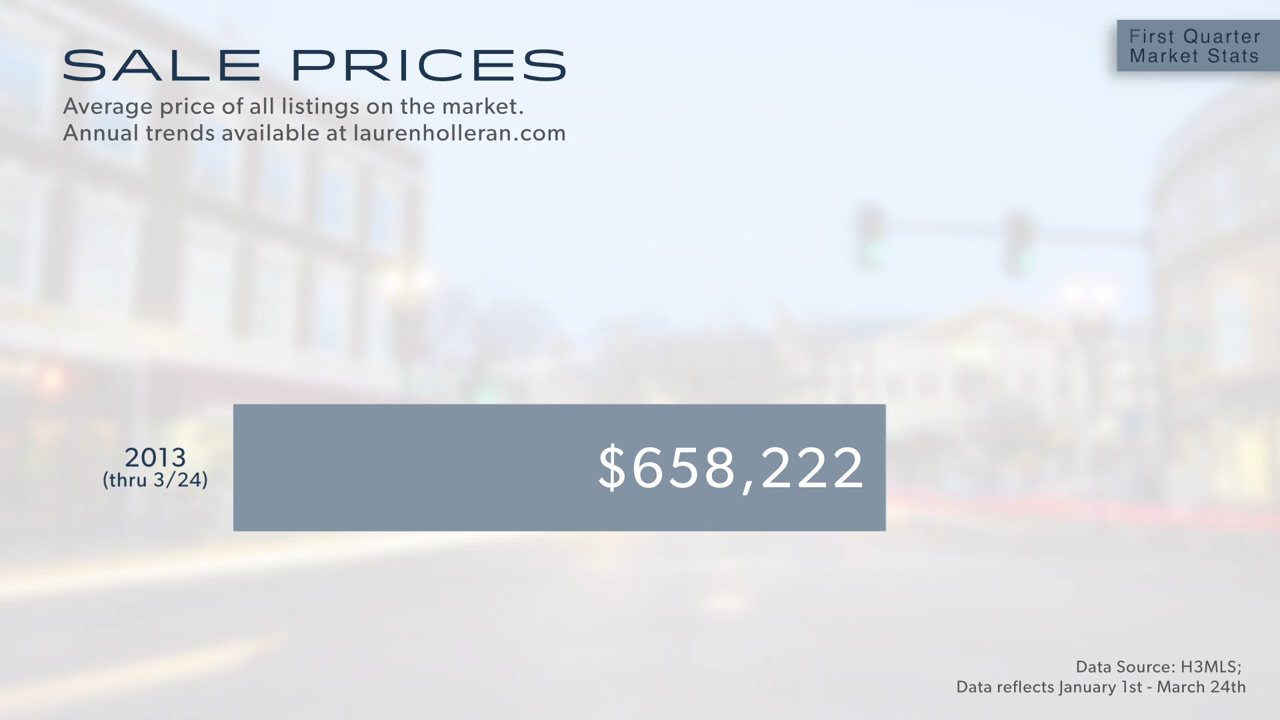 SALE PRICES
Average price of all listings on the market.
Annual trends available at laurenholleran.com
First Quarter
Market Stats
2013
(thru 3/24)
$658,222
Data Source: H3MLS;
Data reflects January 1st - March 24th